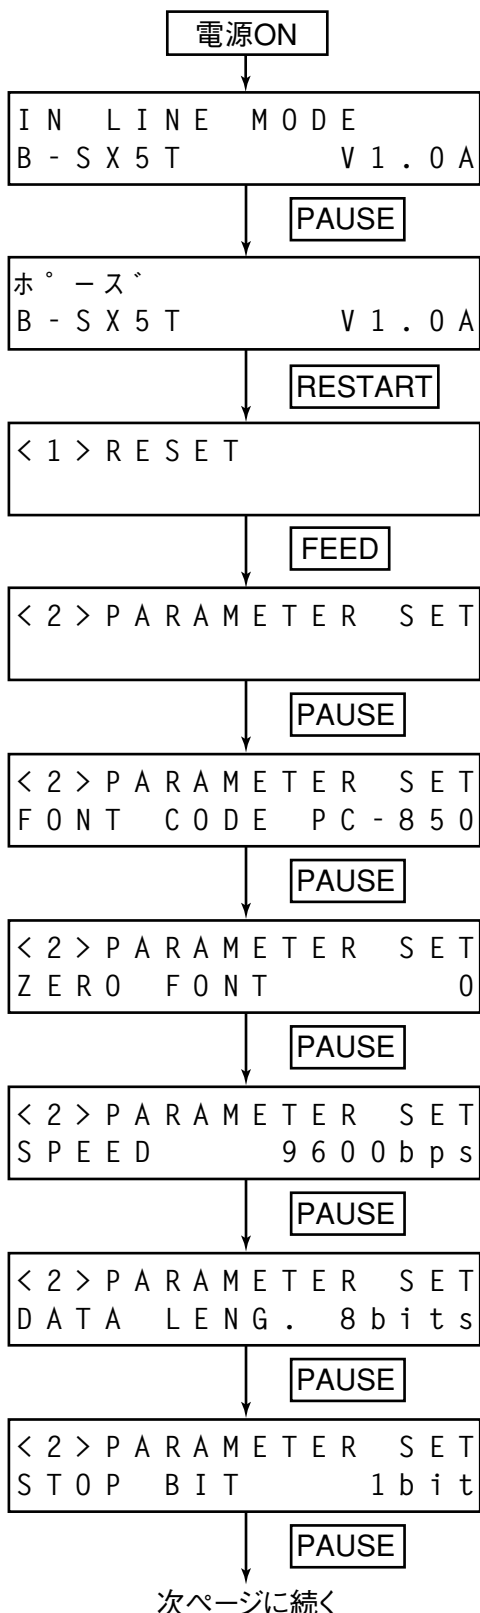 電源ON
IN LINE MODE
B-SX5T V1.0A
PAUSE
ポーズ
B-SX5T V1.0A
RESTART
<1>RESET
FEED
<2>PARAMETER SET
PAUSE
<2>PARAMETER SET
FONT CODE PC-850
PAUSE
<2>PARAMETER SET
ZERO FONT 0
PAUSE
<2>PARAMETER SET
SPEED 9600bps
PAUSE
<2>PARAMETER SET
DATA LENG. 8bits
PAUSE
<2>PARAMETER SET
STOP BIT 1bit
PAUSE
次ページに続く